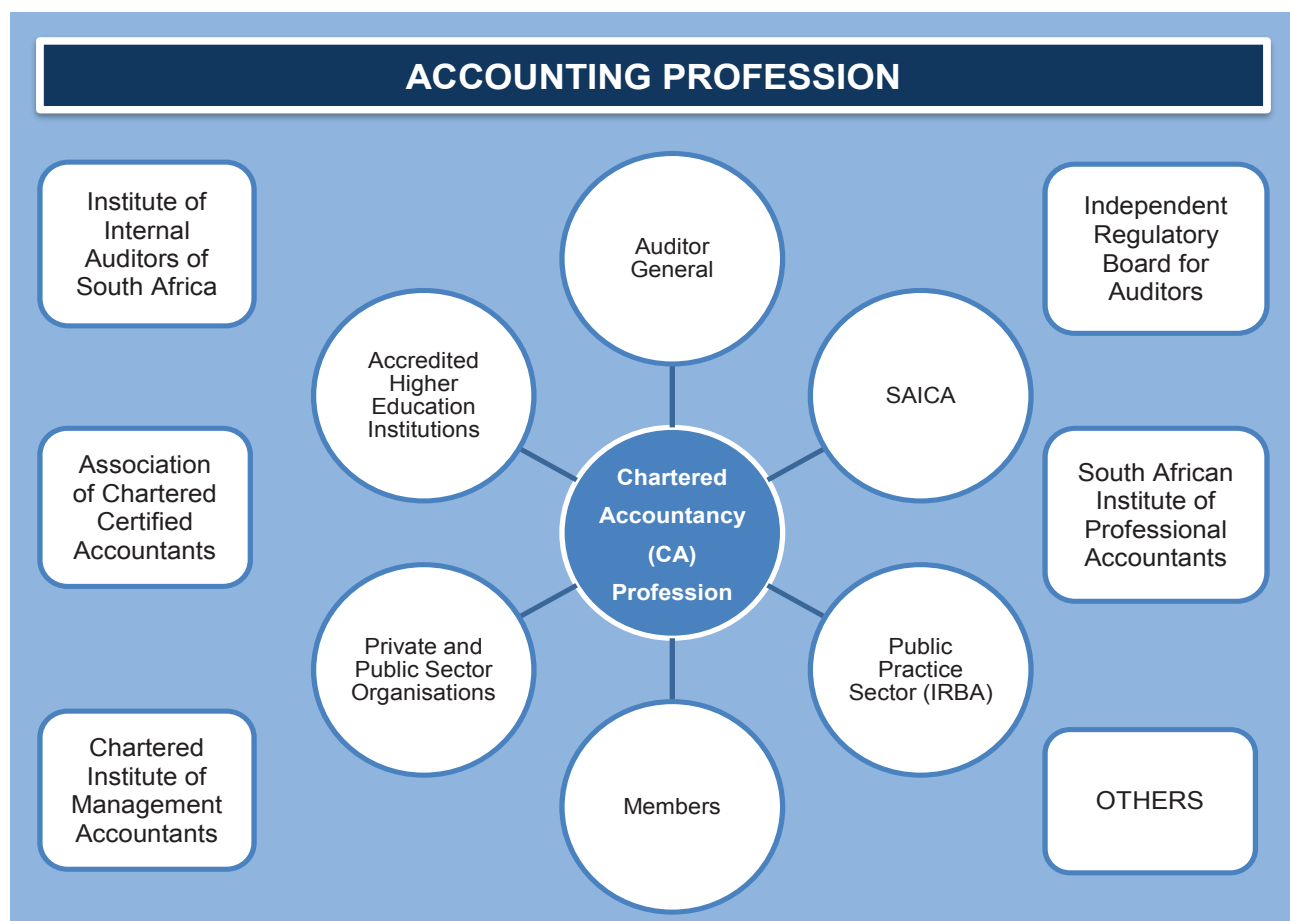 ACCOUNTING PROFESSION
Institute of
Internal
Auditors of
South Africa
Auditor
General
Independent
Regulatory
Board for
Auditors
Accredited
Higher
Education
Institutions
SAICA
Association
of Chartered
Certified
Accountants
Chartered
Accountancy
(CA)
Profession
South African
Institute of
Professional
Accountants
Private and
Public Sector
Organisations
Public
Practice
Sector (IRBA)
Chartered
Institute of
Management
Accountants
Members
OTHERS